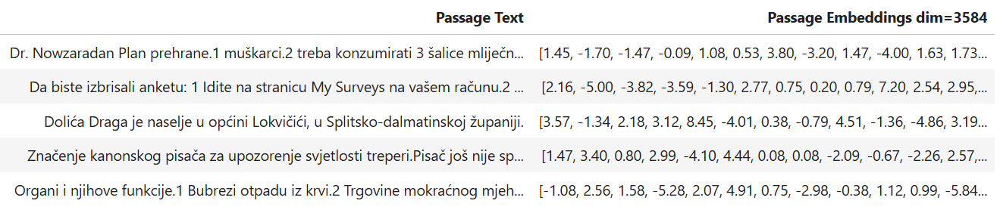 Passage Text Passage Embeddings dim=3584
Dr. Nowzaradan Plan prehrane.1 muškarci.2 treba konzumirati 3 šalice mliječn... [1.45, -1.70, -1.47, -0.09, 1.08, 0.53, 3.80, -3.20, 1.47, -4.00, 1.63, 1.73...
Da biste izbrisali anketu: 1 Idite na stranicu My Surveys na vašem računu.2 ... [2.16, -5.00, -3.82, -3.59, -1.30, 2.77, 0.75, 0.20, 0.79, 7.20, 2.54, 2.95,...
Dolića Draga je naselje u općini Lokvičići, u Splitsko-dalmatinskoj županiji. [3.57, -1.34, 2.18, 3.12, 8.45, -4.01, 0.38, -0.79, 4.51, -1.36, -4.86, 3.19...
Značenje kanonskog pisača za upozorenje svjetlosti treperi.Pisač još nije sp... [1.47, 3.40, 0.80, 2.99, -4.10, 4.44, 0.08, 0.08, -2.09, -0.67, -2.26, 2.57,...
Organi i njihove funkcije.1 Bubrezi otpadu iz krvi.2 Trgovine mokraćnog mjeh... [-1.08, 2.56, 1.58, -5.28, 2.07, 4.91, 0.75, -2.98, -0.38, 1.12, 0.99, -5.84...